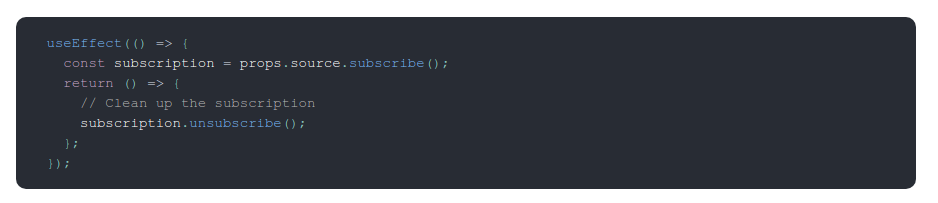 useEffect(() => {
  const subscription = props.source.subscribe();
  return () => {
    // Clean up the subscription
    subscription.unsubscribe();
  };
});